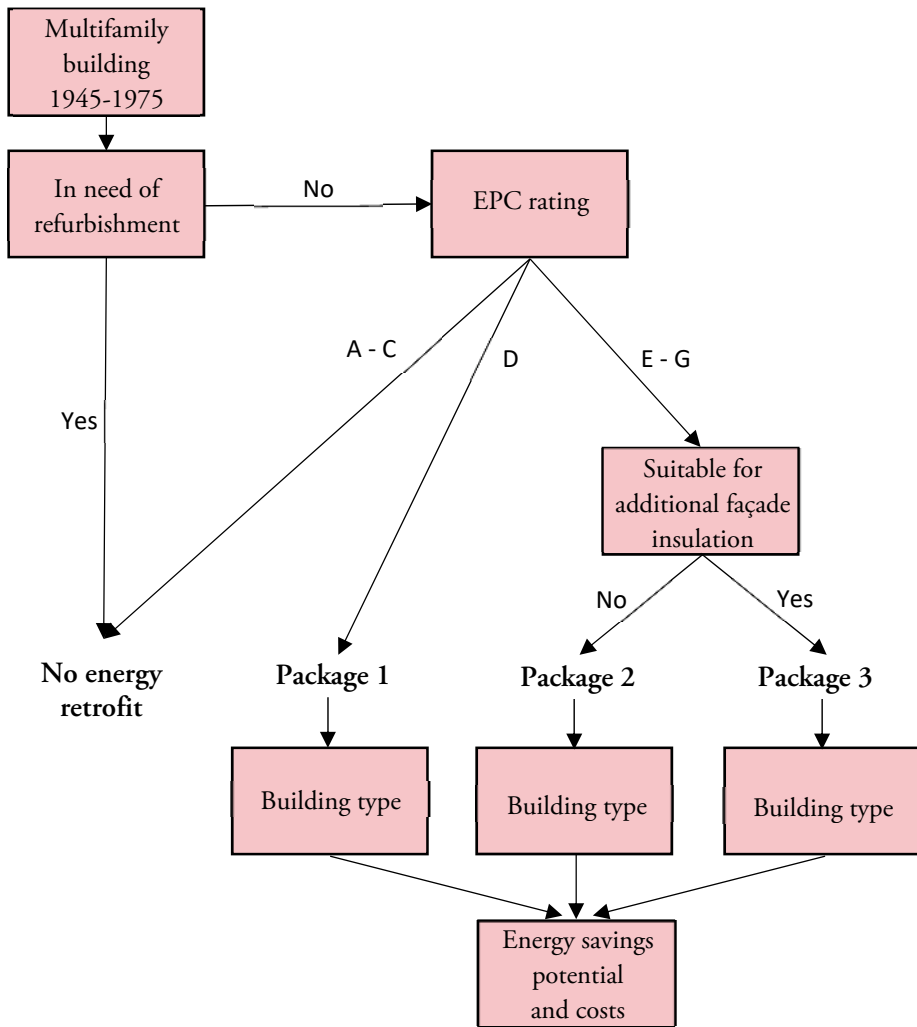 Multifamily
building
1945-1975
In need of
refurbishment
No
EPC rating
A - C
D
E - G
Yes
Suitable for
additional façade
insulation
No
Yes
No energy
retrofit
Package 1
Package 2
Package 3
Building type
Building type
Building type
Energy savings
potential
and costs